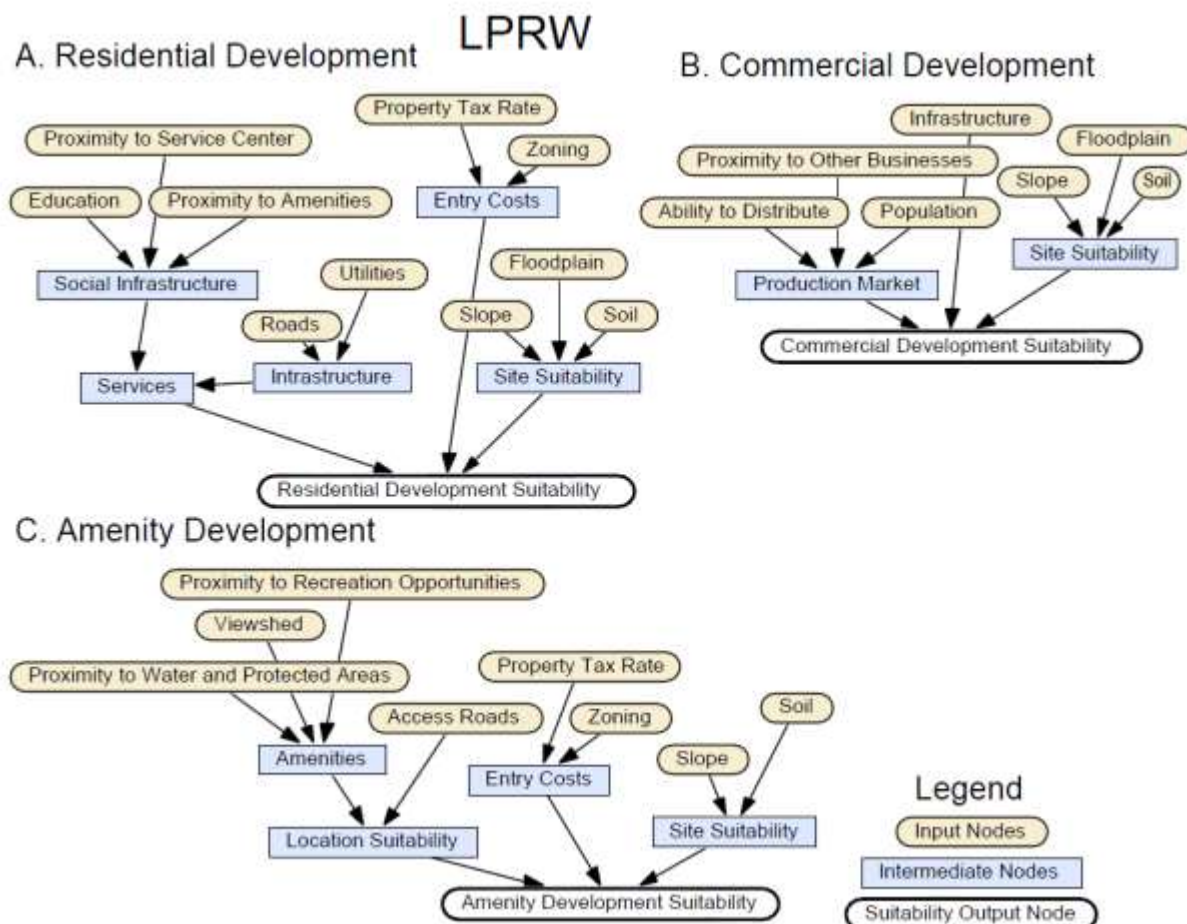 LPRW
A. Residential Development
Property Tax Rate
Proximity to Service Center
Zoning
Education
Proximity to Amenities
Entry Costs
Utilities
Floodplain
Social Infrastructure
Roads
Slope
Soil
Services
Intrastructure
Site Suitability
Residential Development Suitability
B. Commercial Development
Infrastructure
Floodplain
Proximity to Other Businesses
Slope
Soil
Ability to Distribute
Population
Site Suitability
Production Market
Commercial Development Suitability
C. Amenity Development
Proximity to Recreation Opportunities
Viewshed
Proximity to Water and Protected Areas
Property Tax Rate
Access Roads
Zoning
Soil
Amenities
Entry Costs
Slope
Location Suitability
Site Suitability
Amenity Development Suitability
Legend
Input Nodes
Intermediate Nodes
Suitability Output Node